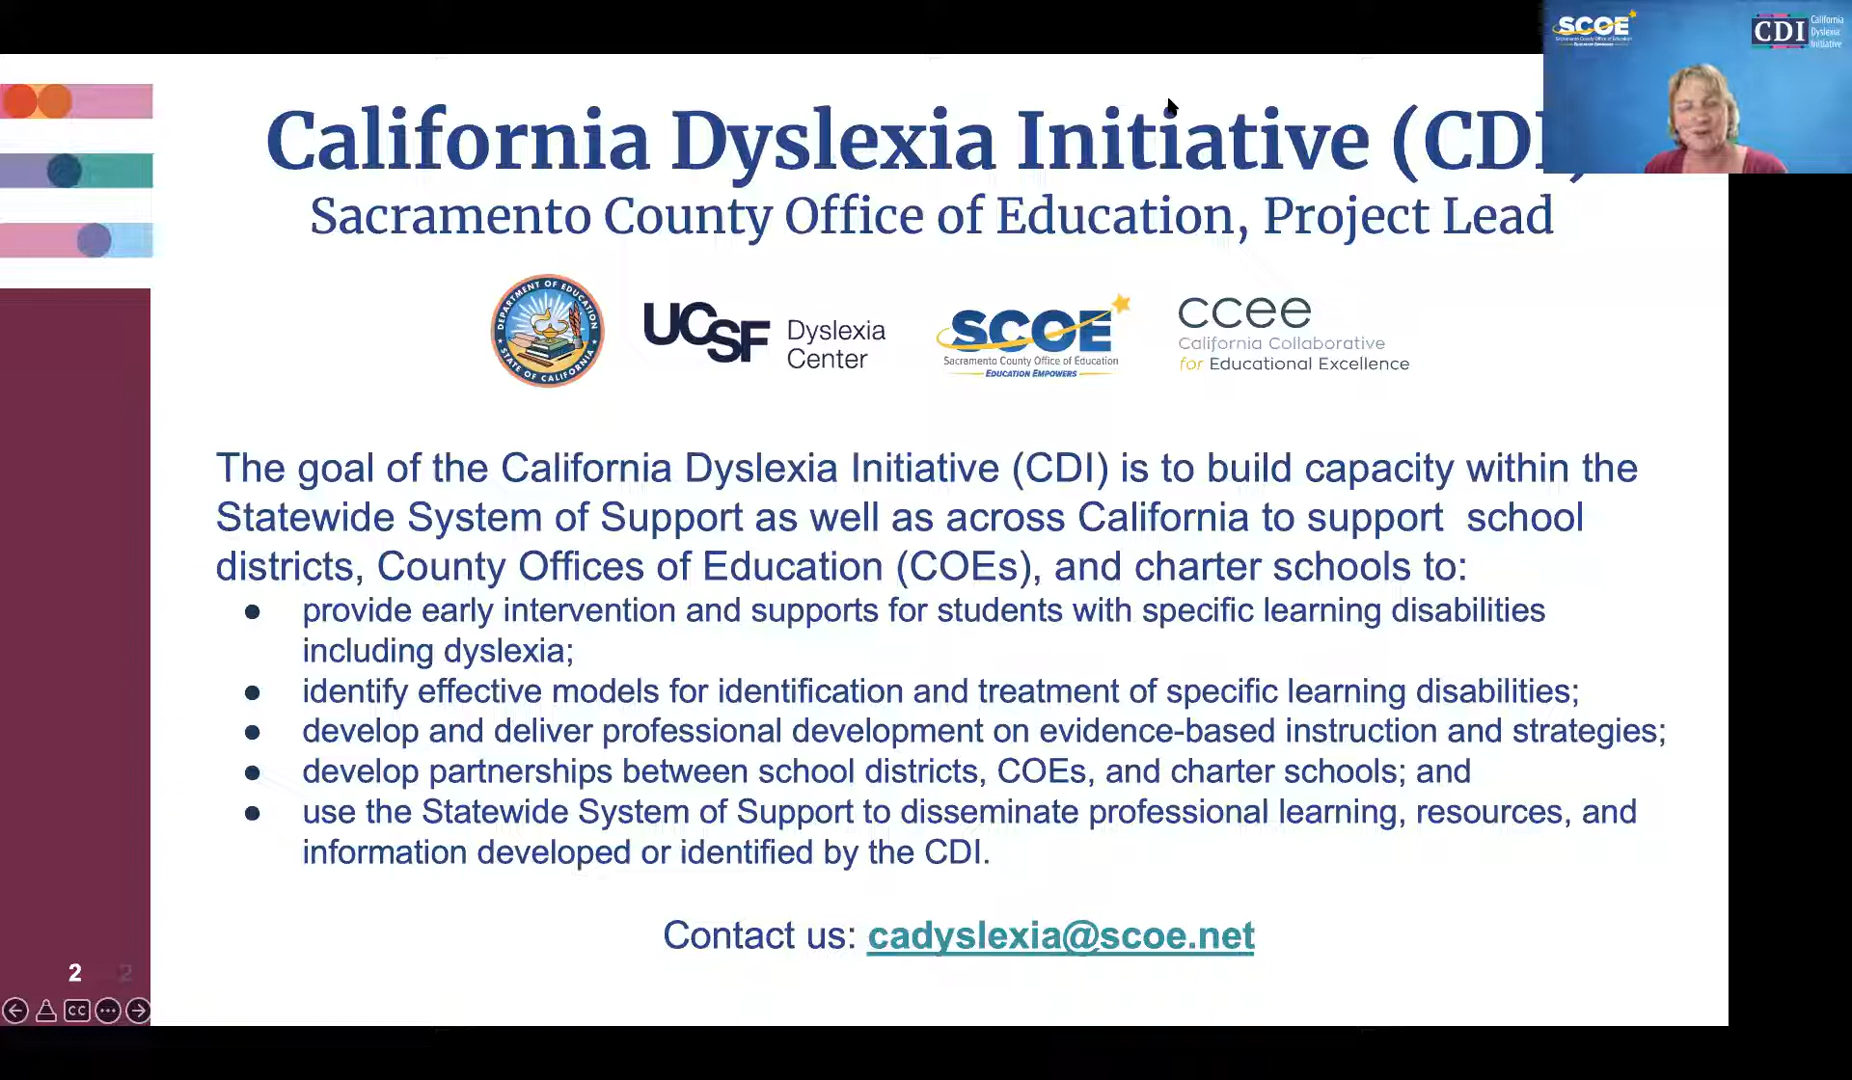 California Dyslexia Initiative (CDI)
Sacramento County Office of Education, Project Lead
DEPARTMENT OF EDUCATION
STATE OF CALIFORNIA
UCSF Dyslexia Center
SCOE
Sacramento County Office of Education
EDUCATION EMPOWERS
ccee
California Collaborative
for Educational Excellence
The goal of the California Dyslexia Initiative (CDI) is to build capacity within the
Statewide System of Support as well as across California to support school
districts, County Offices of Education (COEs), and charter schools to:
● provide early intervention and supports for students with specific learning disabilities
including dyslexia;
● identify effective models for identification and treatment of specific learning disabilities;
● develop and deliver professional development on evidence-based instruction and strategies;
● develop partnerships between school districts, COEs, and charter schools; and
● use the Statewide System of Support to disseminate professional learning, resources, and
information developed or identified by the CDI.
Contact us: cadyslexia@scoe.net
2 2
CC
SCOE
Sacramento County Office of Education
EDUCATION EMPOWERS
CDI
California
Dyslexia
Initiative